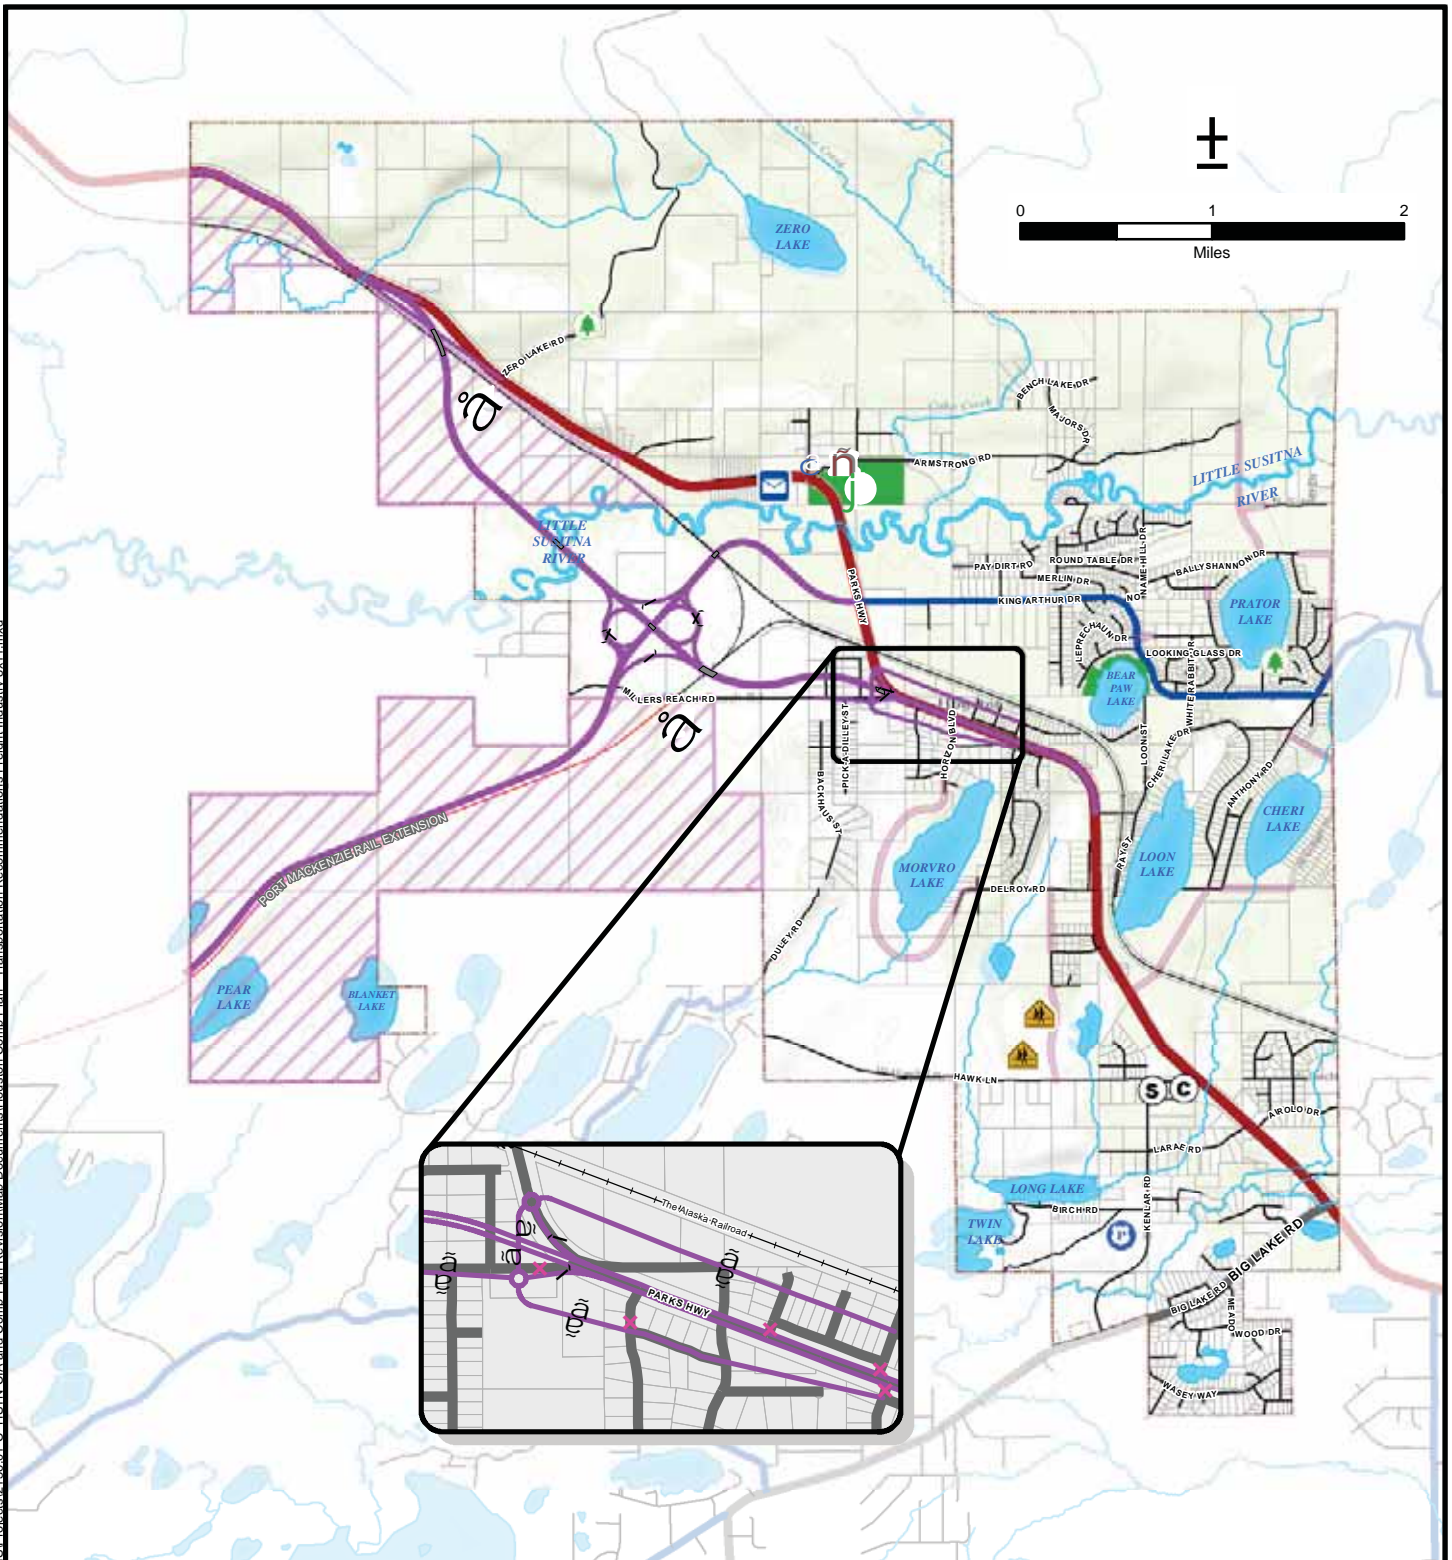 0 1 2
Miles
Coho Creek
ZERO
LAKE
ZERO LAKE RD
BENCH LAKE DR
MAJORS DR
ARMSTRONG RD
LITTLE SUSITNA
RIVER
LITTLE
SUSITNA
RIVER
PARKS HWY
PAY DIRT RD
ROUND TABLE DR
MERLIN DR
NO NAME HILL DR
BALLYSHANNON DR
KING ARTHUR DR
PRATOR
LAKE
LEPRECHAUN DR
LOOKING GLASS DR
WHITE RABBIT DR
BEAR
PAW
LAKE
MILLERS REACH RD
PICK A DILLEY ST
HORIZON BLVD
LOON ST
CHERI LAKE DR
ANTHONY RD
BACKHAUS ST
CHERI
LAKE
PORT MACKENZIE RAIL EXTENSION
MORVRO
LAKE
RAY ST
LOON
LAKE
DELROY RD
DULEY RD
PEAR
LAKE
BLANKET
LAKE
HAWK LN
S C
AIROLO DR
LARAE RD
LONG LAKE
BIRCH RD
KENLAR RD
TWIN
LAKE
P
BIG LAKE RD
BIG LAKE RD
MEADO
WOOD DR
WASEY WAY
The Alaska Railroad
PARKS HWY